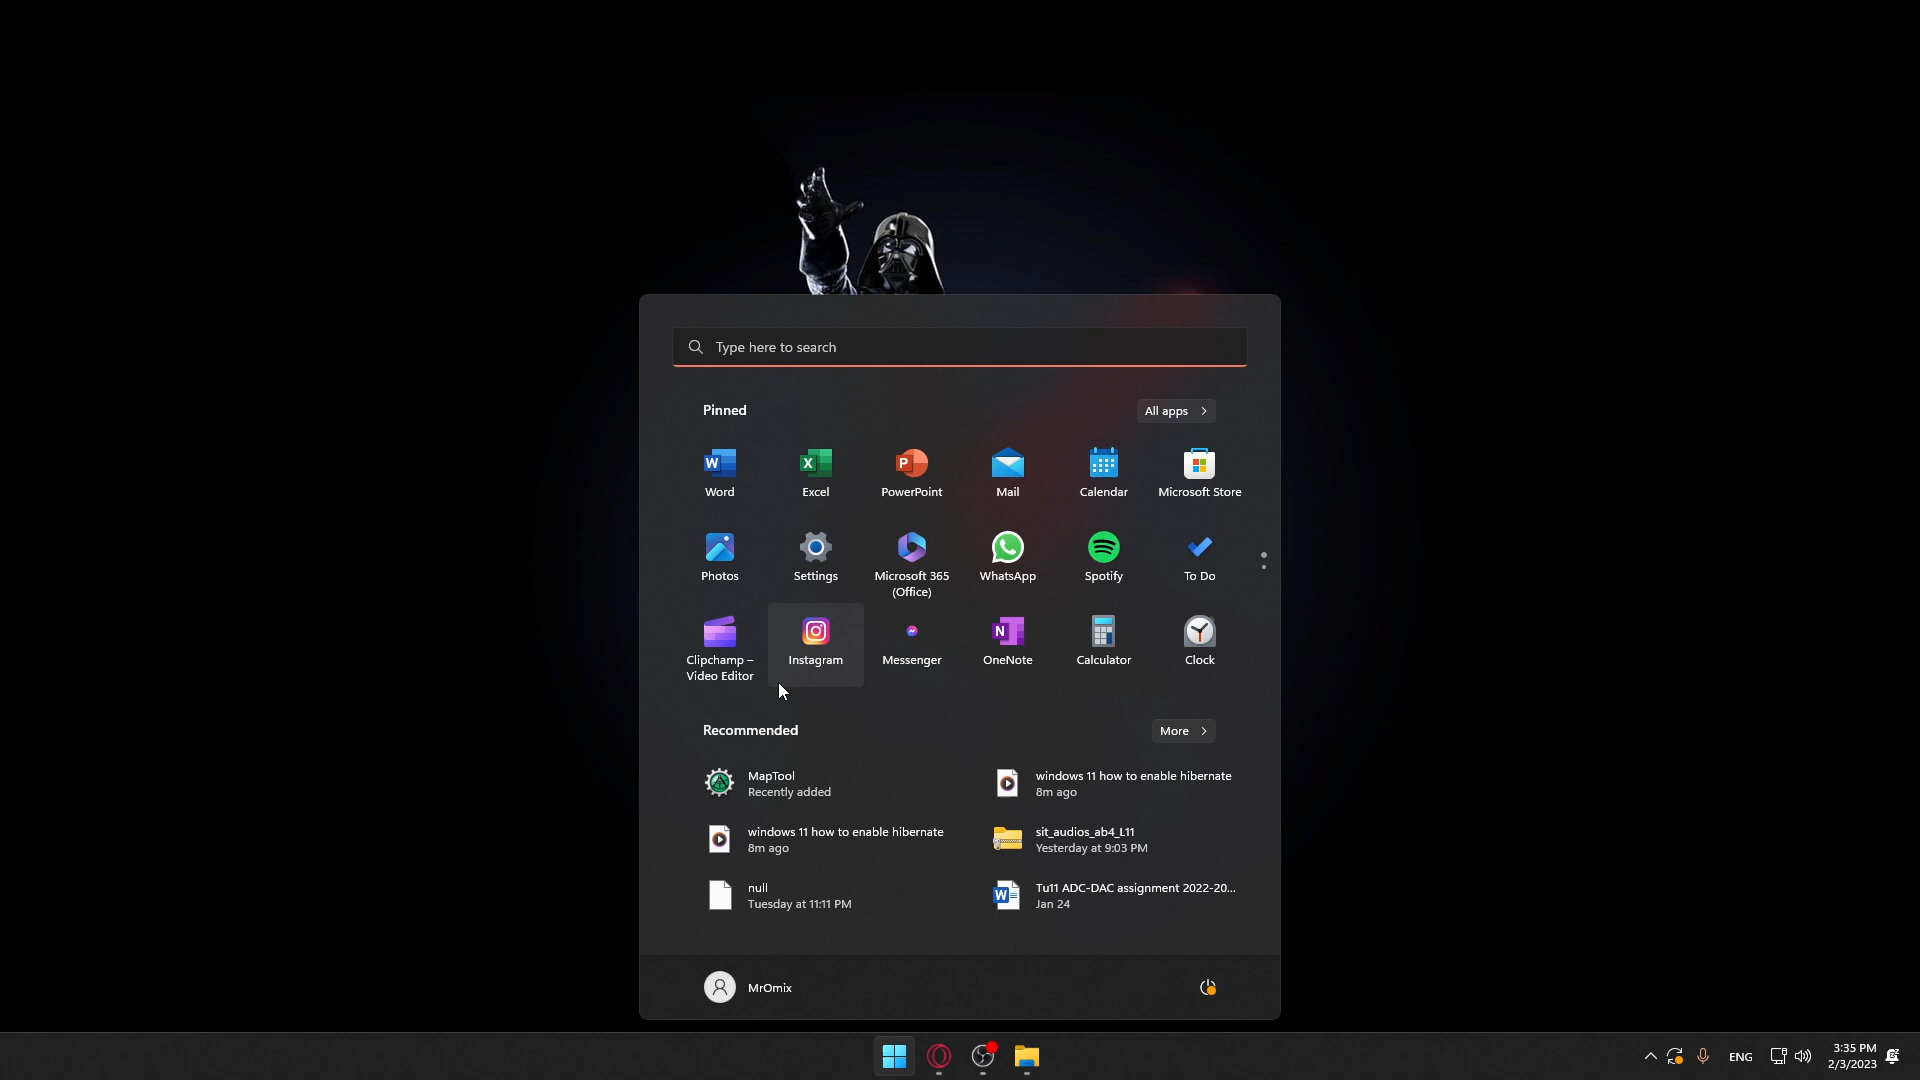 Type here to search
Pinned
All apps
Word
Excel
PowerPoint
Mail
Calendar
Microsoft Store
Photos
Settings
Microsoft 365
(Office)
WhatsApp
Spotify
To Do
Clipchamp –
Video Editor
Instagram
Messenger
OneNote
Calculator
Clock
Recommended
More
MapTool
Recently added
windows 11 how to enable hibernate
8m ago
windows 11 how to enable hibernate
8m ago
sit_audios_ab4_L11
Yesterday at 9:03 PM
null
Tuesday at 11:11 PM
Tu11 ADC-DAC assignment 2022-20...
Jan 24
MrOmix
ENG
3:35 PM
2/3/2023